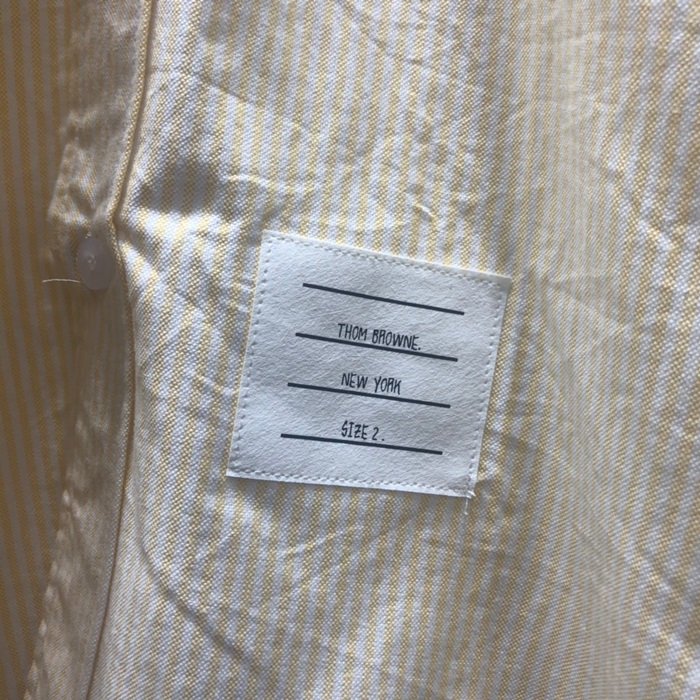 THOM BROWNE.
NEW YORK
SIZE 2.